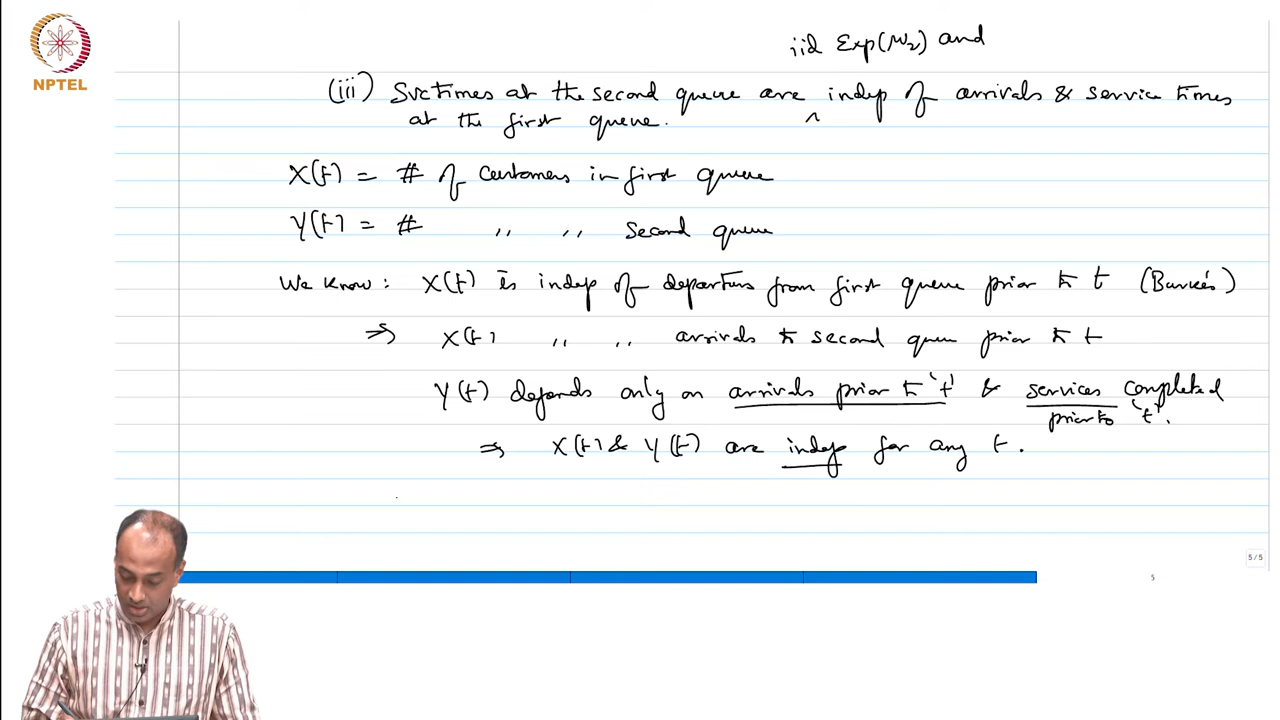 NPTEL
iid Exp(μ₂) and
(iii) Svc times at the second queue are ^ indep of arrivals & service times
at the first queue.
X(t) = # of customers in first queue
Y(t) = # ,, ,, second queue
We know: X(t) is indep of departures from first queue prior to t (Burke's)
⇒ X(t) ,, ,, arrivals to second queue prior to t
Y(t) depends only on arrivals prior to 't' & services completed
prior to 't'.
⇒ X(t) & Y(t) are indep for any t.
5/5
5